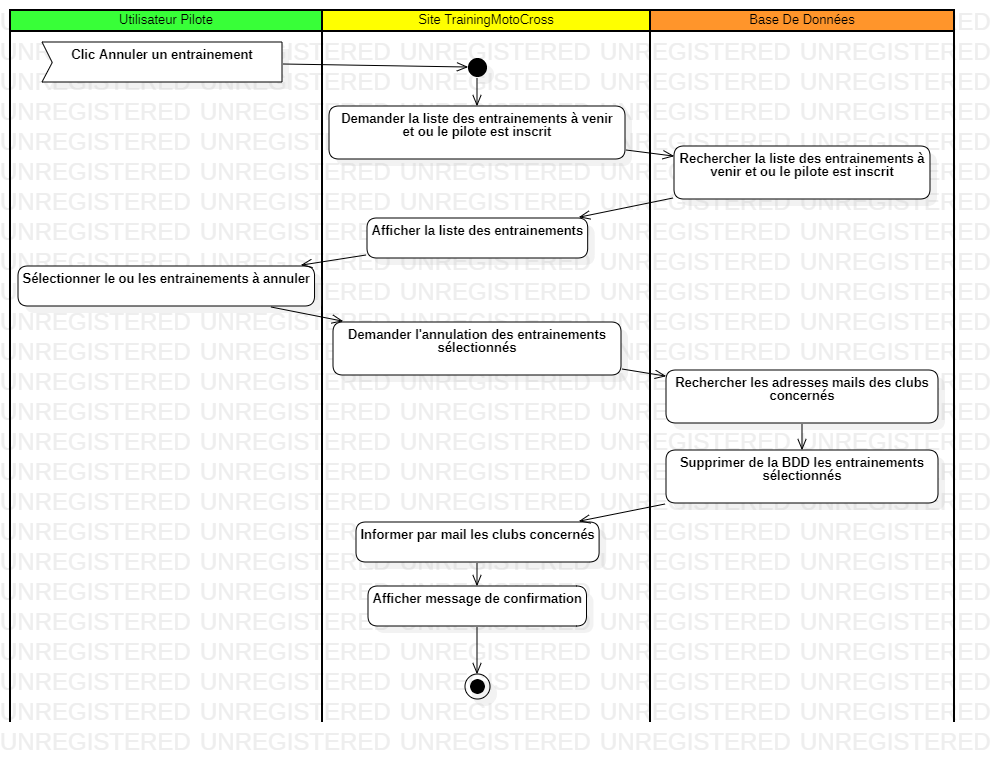 Utilisateur Pilote
Site TrainingMotoCross
Base De Données
Clic Annuler un entrainement
Demander la liste des entrainements à venir
et ou le pilote est inscrit
Rechercher la liste des entrainements à
venir et ou le pilote est inscrit
Afficher la liste des entrainements
Sélectionner le ou les entrainements à annuler
Demander l'annulation des entrainements
sélectionnés
Rechercher les adresses mails des clubs
concernés
Supprimer de la BDD les entrainements
sélectionnés
Informer par mail les clubs concernés
Afficher message de confirmation
UNREGISTERED UNREGISTERED UNREGISTERED UNREGISTERED UNREGISTERED